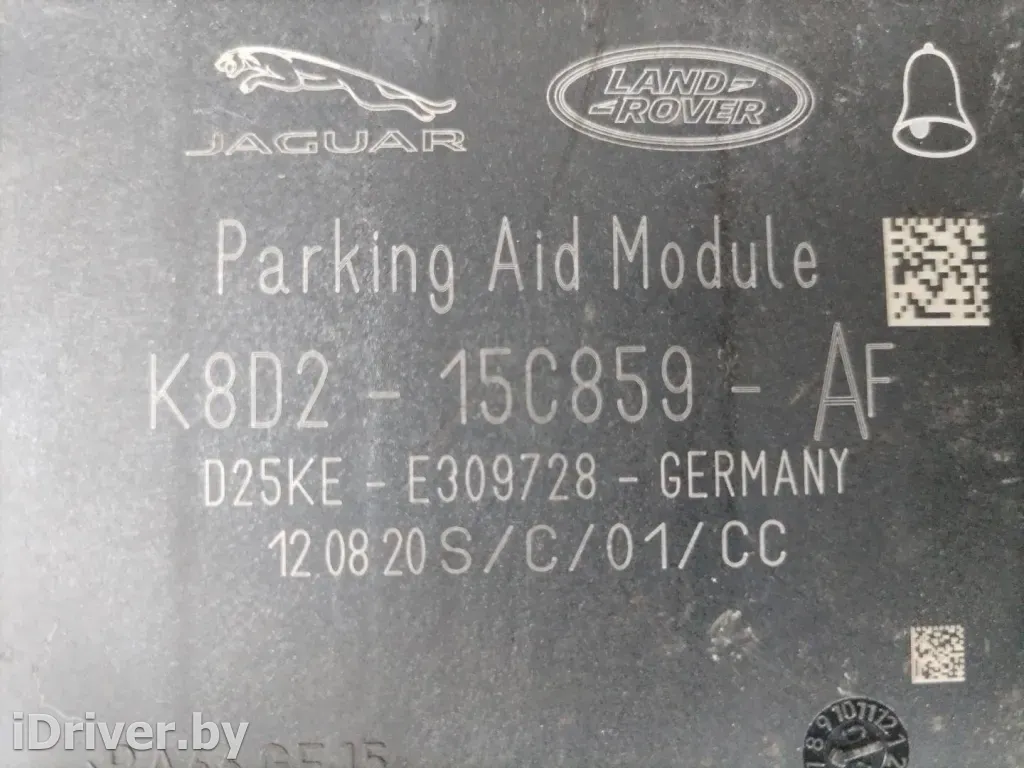 JAGUAR
LAND
ROVER
Parking Aid Module
K8D2 - 15C859 - AF
D25KE - E309728 - GERMANY
12.08.20 S/C/01/CC
iDriver.by